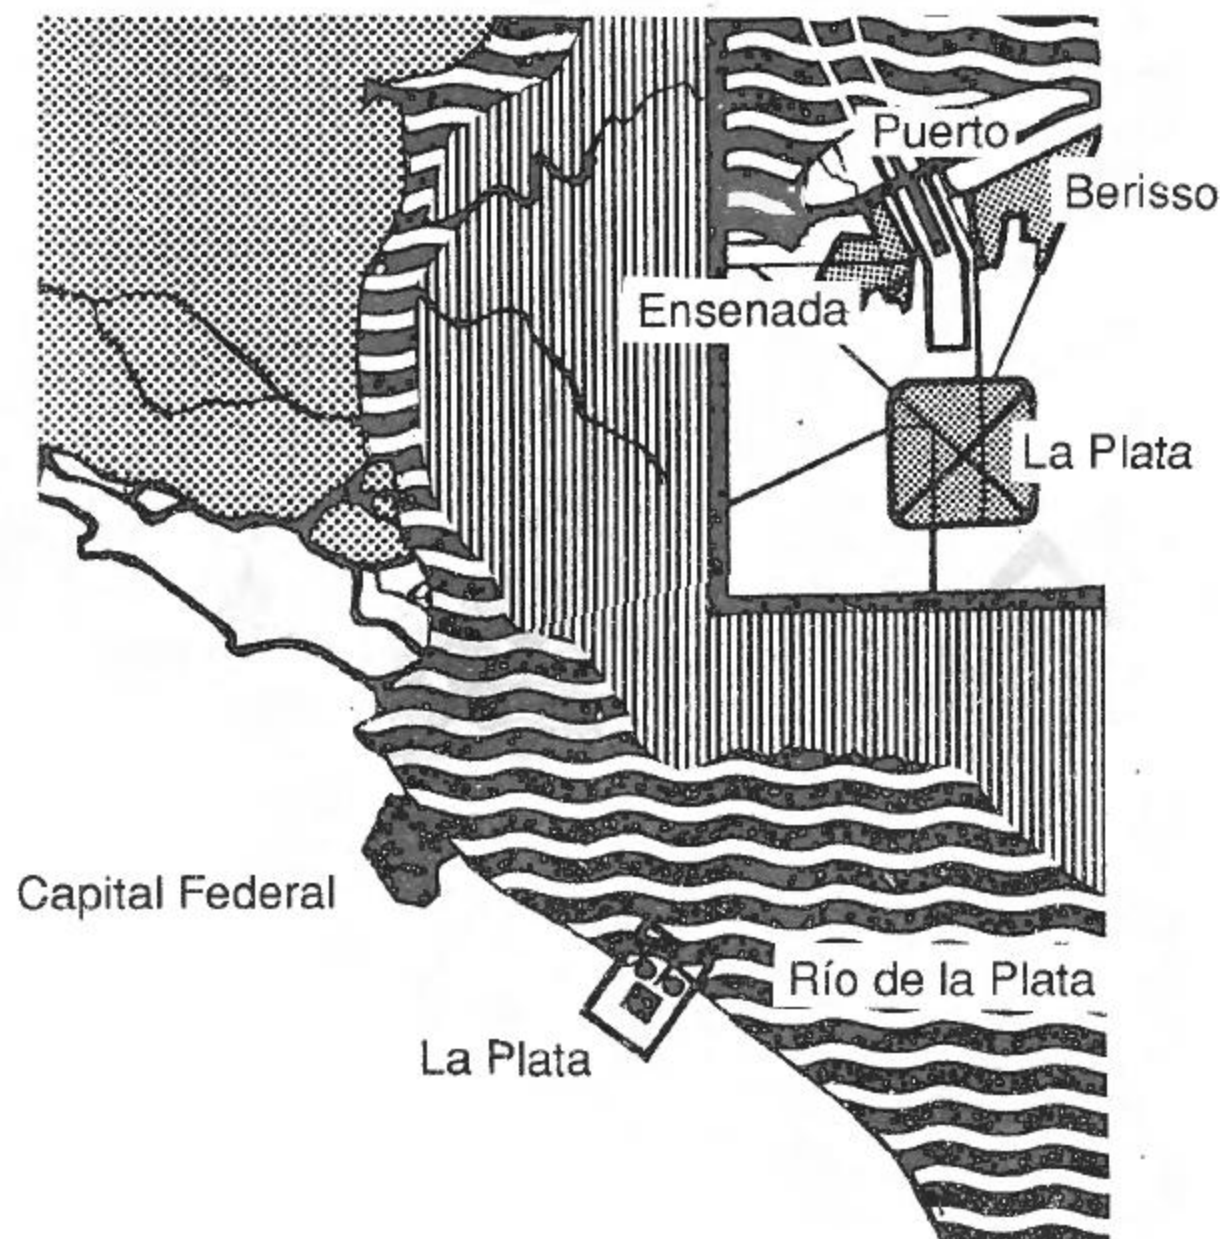 Puerto
Berisso
Ensenada
La Plata
Capital Federal
Río de la Plata
La Plata